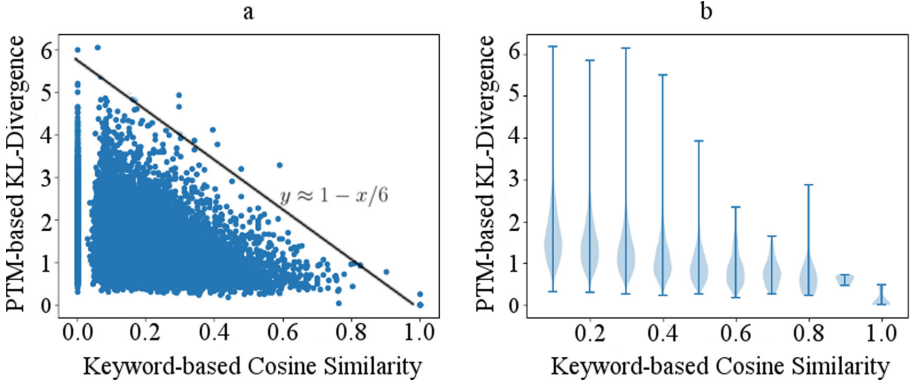 a
PTM-based KL-Divergence
6
5
4
3
2
1
0
y ≈ 1 − x/6
0.0 0.2 0.4 0.6 0.8 1.0
Keyword-based Cosine Similarity
b
PTM-based KL-Divergence
6
5
4
3
2
1
0
0.2 0.4 0.6 0.8 1.0
Keyword-based Cosine Similarity